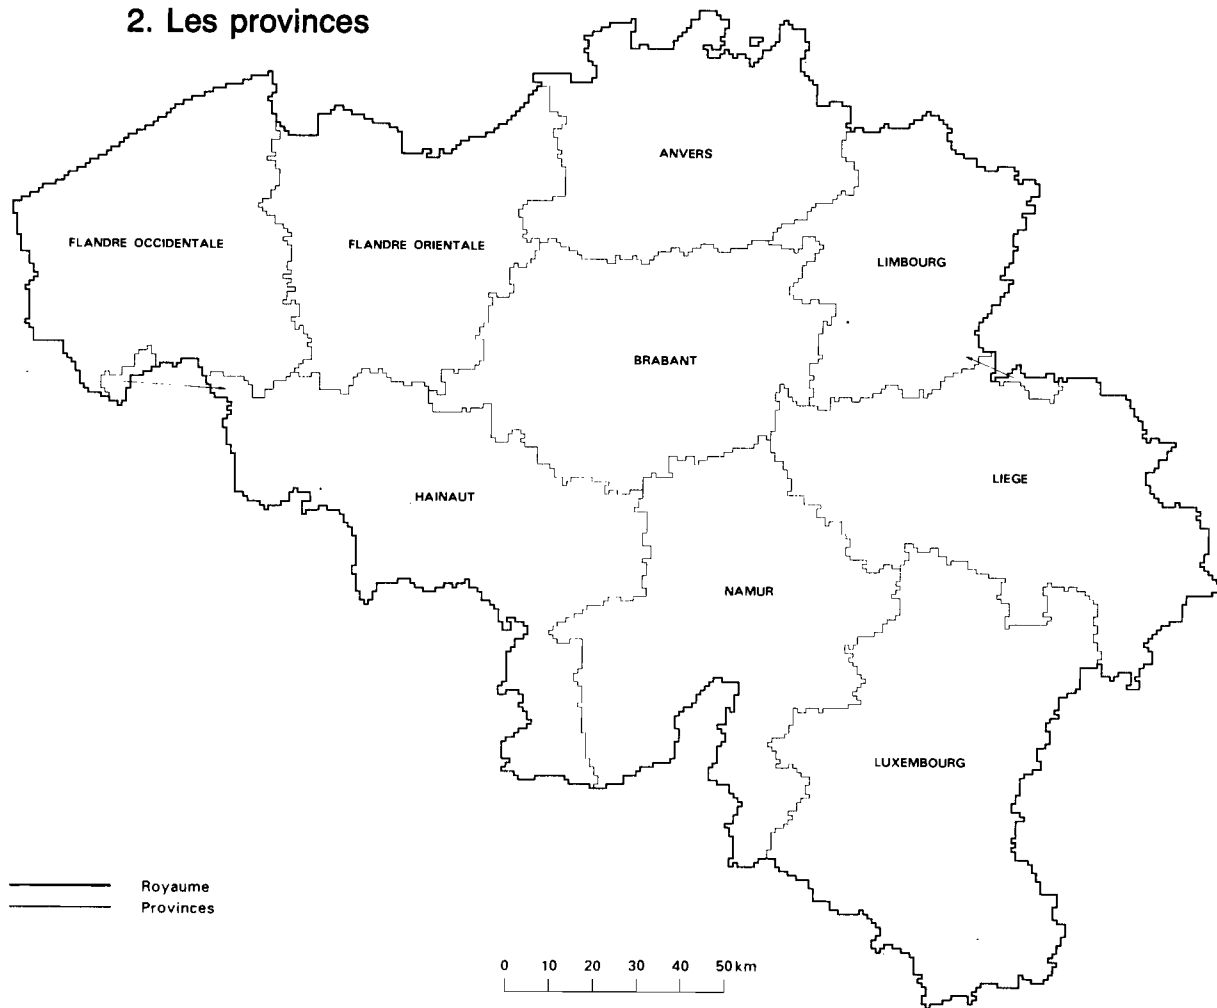 2. Les provinces
ANVERS
FLANDRE OCCIDENTALE
FLANDRE ORIENTALE
LIMBOURG
BRABANT
HAINAUT
LIEGE
NAMUR
LUXEMBOURG
Royaume
Provinces
0 10 20 30 40 50 km